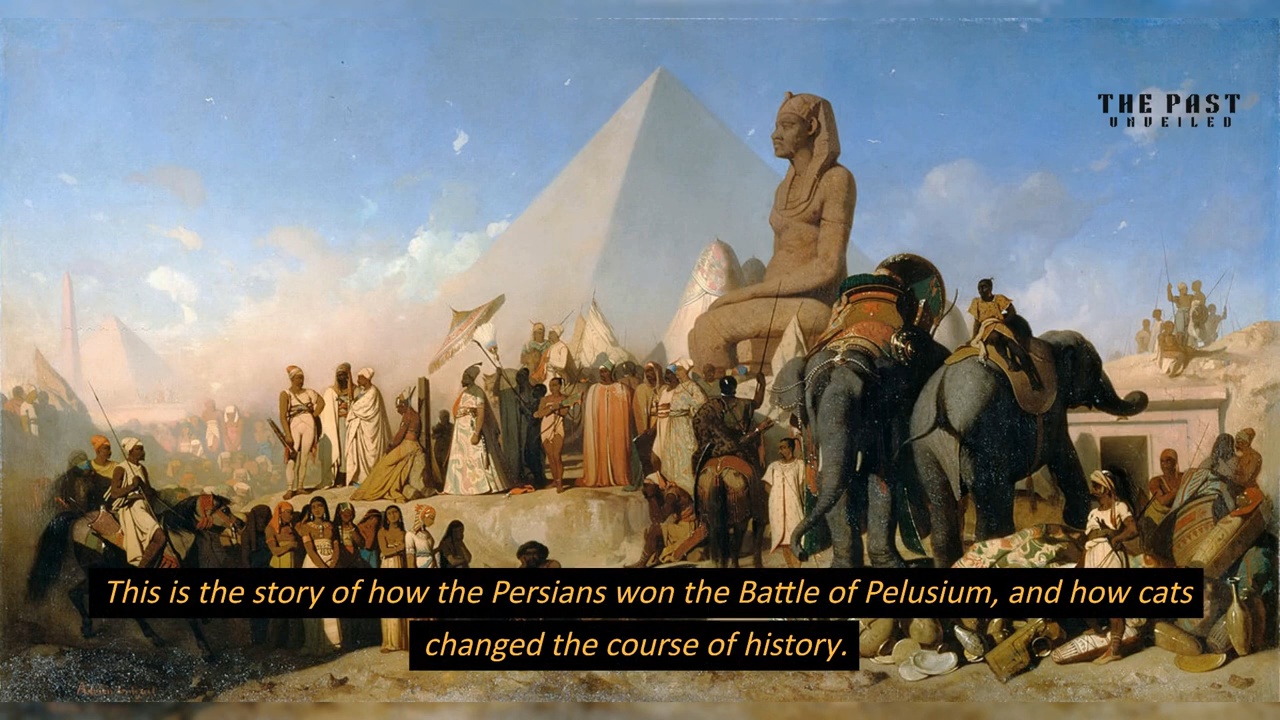 THE PAST
UNVEILED
This is the story of how the Persians won the Battle of Pelusium, and how cats
changed the course of history.